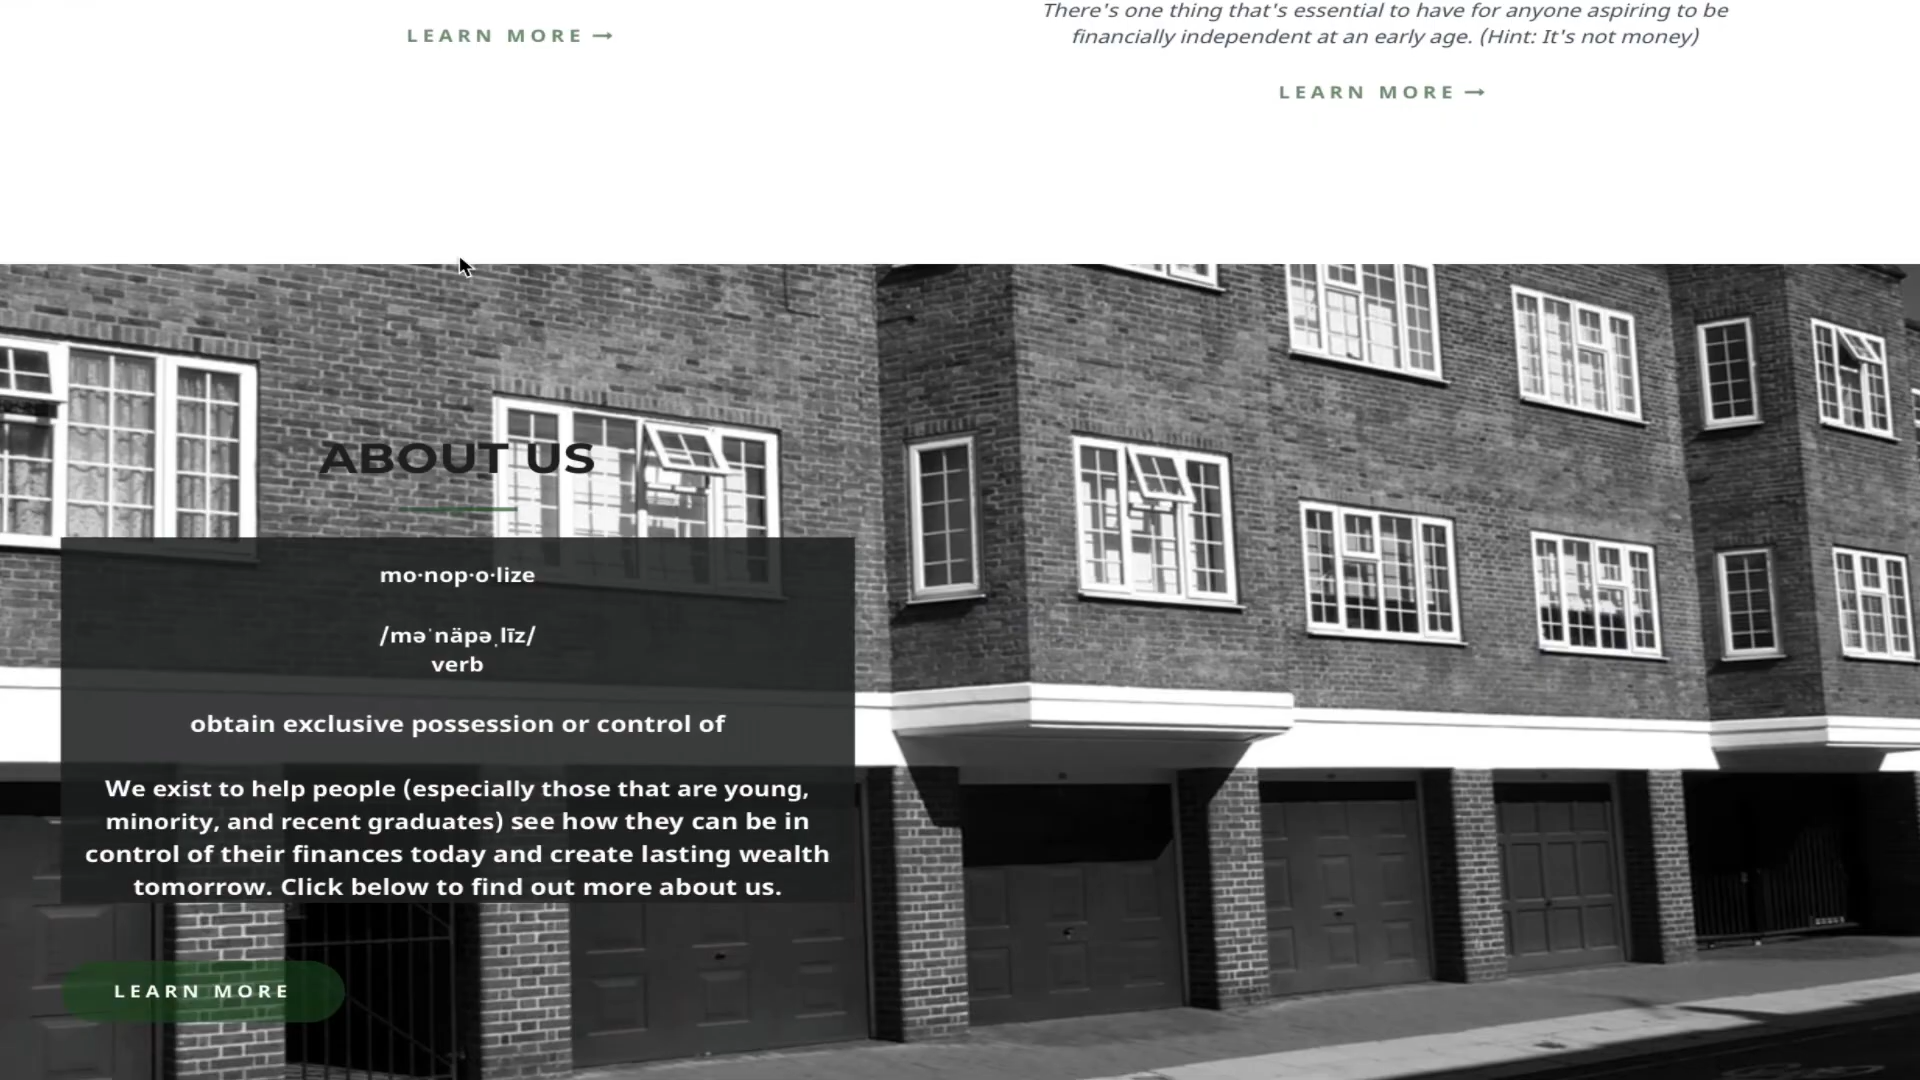 LEARN MORE →
There's one thing that's essential to have for anyone aspiring to be
financially independent at an early age. (Hint: It's not money)
LEARN MORE →
ABOUT US
mo·nop·o·lize
/məˈnäpəˌlīz/
verb
obtain exclusive possession or control of
We exist to help people (especially those that are young,
minority, and recent graduates) see how they can be in
control of their finances today and create lasting wealth
tomorrow. Click below to find out more about us.
LEARN MORE